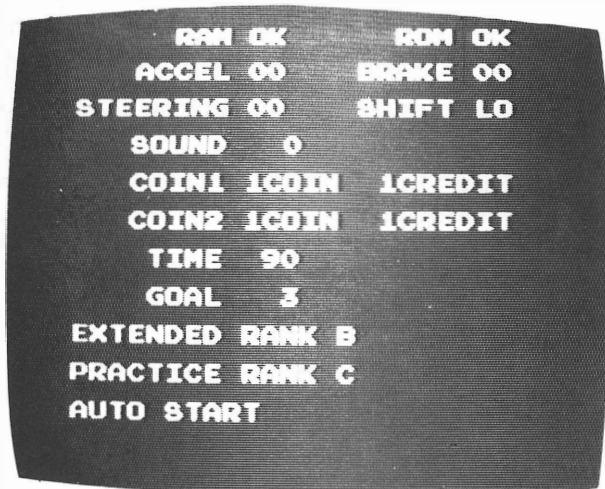 RAM OK ROM OK
ACCEL 00 BRAKE 00
STEERING 00 SHIFT LO
SOUND 0
COIN1 1COIN 1CREDIT
COIN2 1COIN 1CREDIT
TIME 90
GOAL 3
EXTENDED RANK B
PRACTICE RANK C
AUTO START